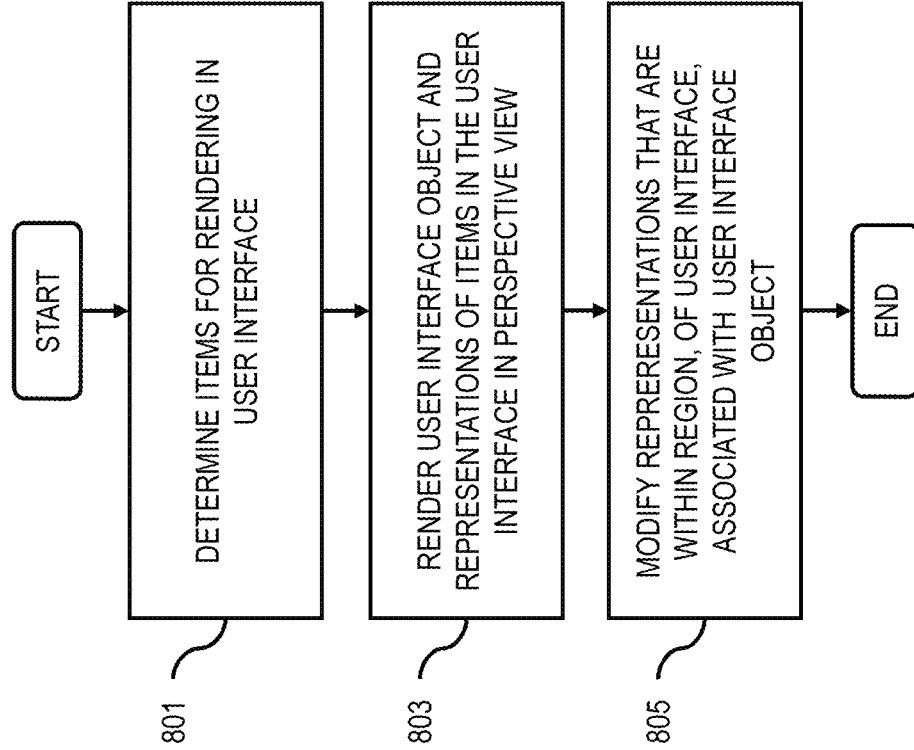 START
801
DETERMINE ITEMS FOR RENDERING IN
USER INTERFACE
803
RENDER USER INTERFACE OBJECT AND
REPRESENTATIONS OF ITEMS IN THE USER
INTERFACE IN PERSPECTIVE VIEW
805
MODIFY REPRERESENTATIONS THAT ARE
WITHIN REGION, OF USER INTERFACE,
ASSOCIATED WITH USER INTERFACE
OBJECT
END